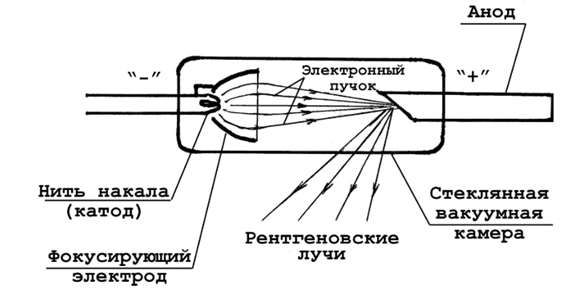 Анод
"-"
Электронный
пучок
"+"
Нить накала
(катод)
Фокусирующий
электрод
Рентгеновские
лучи
Стеклянная
вакуумная
камера